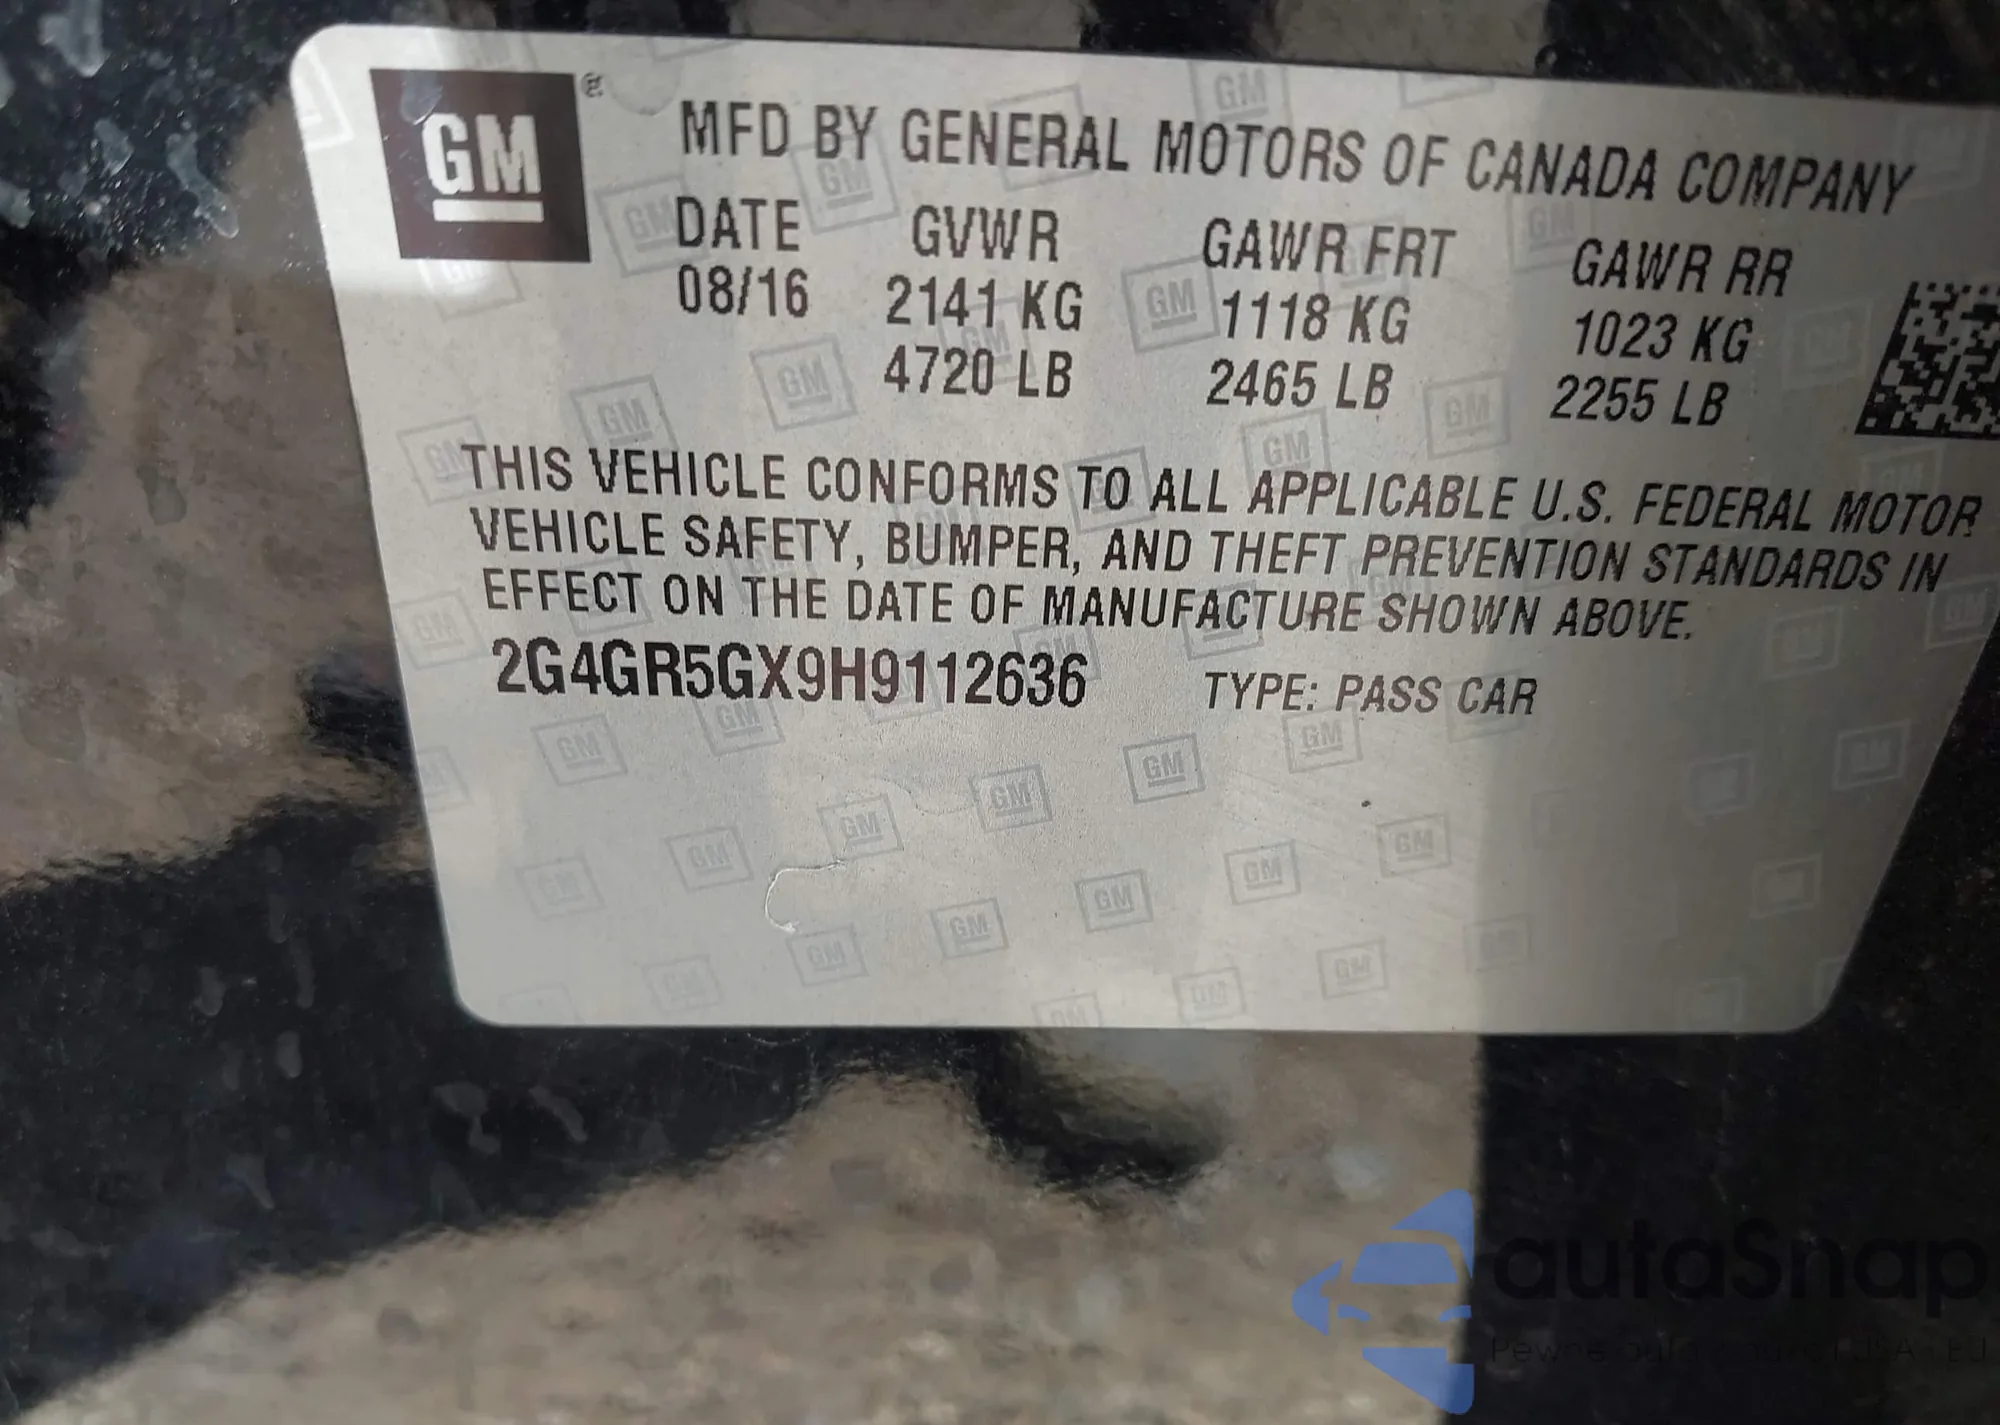 GM ®
MFD BY GENERAL MOTORS OF CANADA COMPANY
DATE GVWR GAWR FRT GAWR RR
08/16 2141 KG 1118 KG 1023 KG
4720 LB 2465 LB 2255 LB
THIS VEHICLE CONFORMS TO ALL APPLICABLE U.S. FEDERAL MOTOR
VEHICLE SAFETY, BUMPER, AND THEFT PREVENTION STANDARDS IN
EFFECT ON THE DATE OF MANUFACTURE SHOWN ABOVE.
2G4GR5GX9H9112636 TYPE: PASS CAR
autaSnap
Pewne